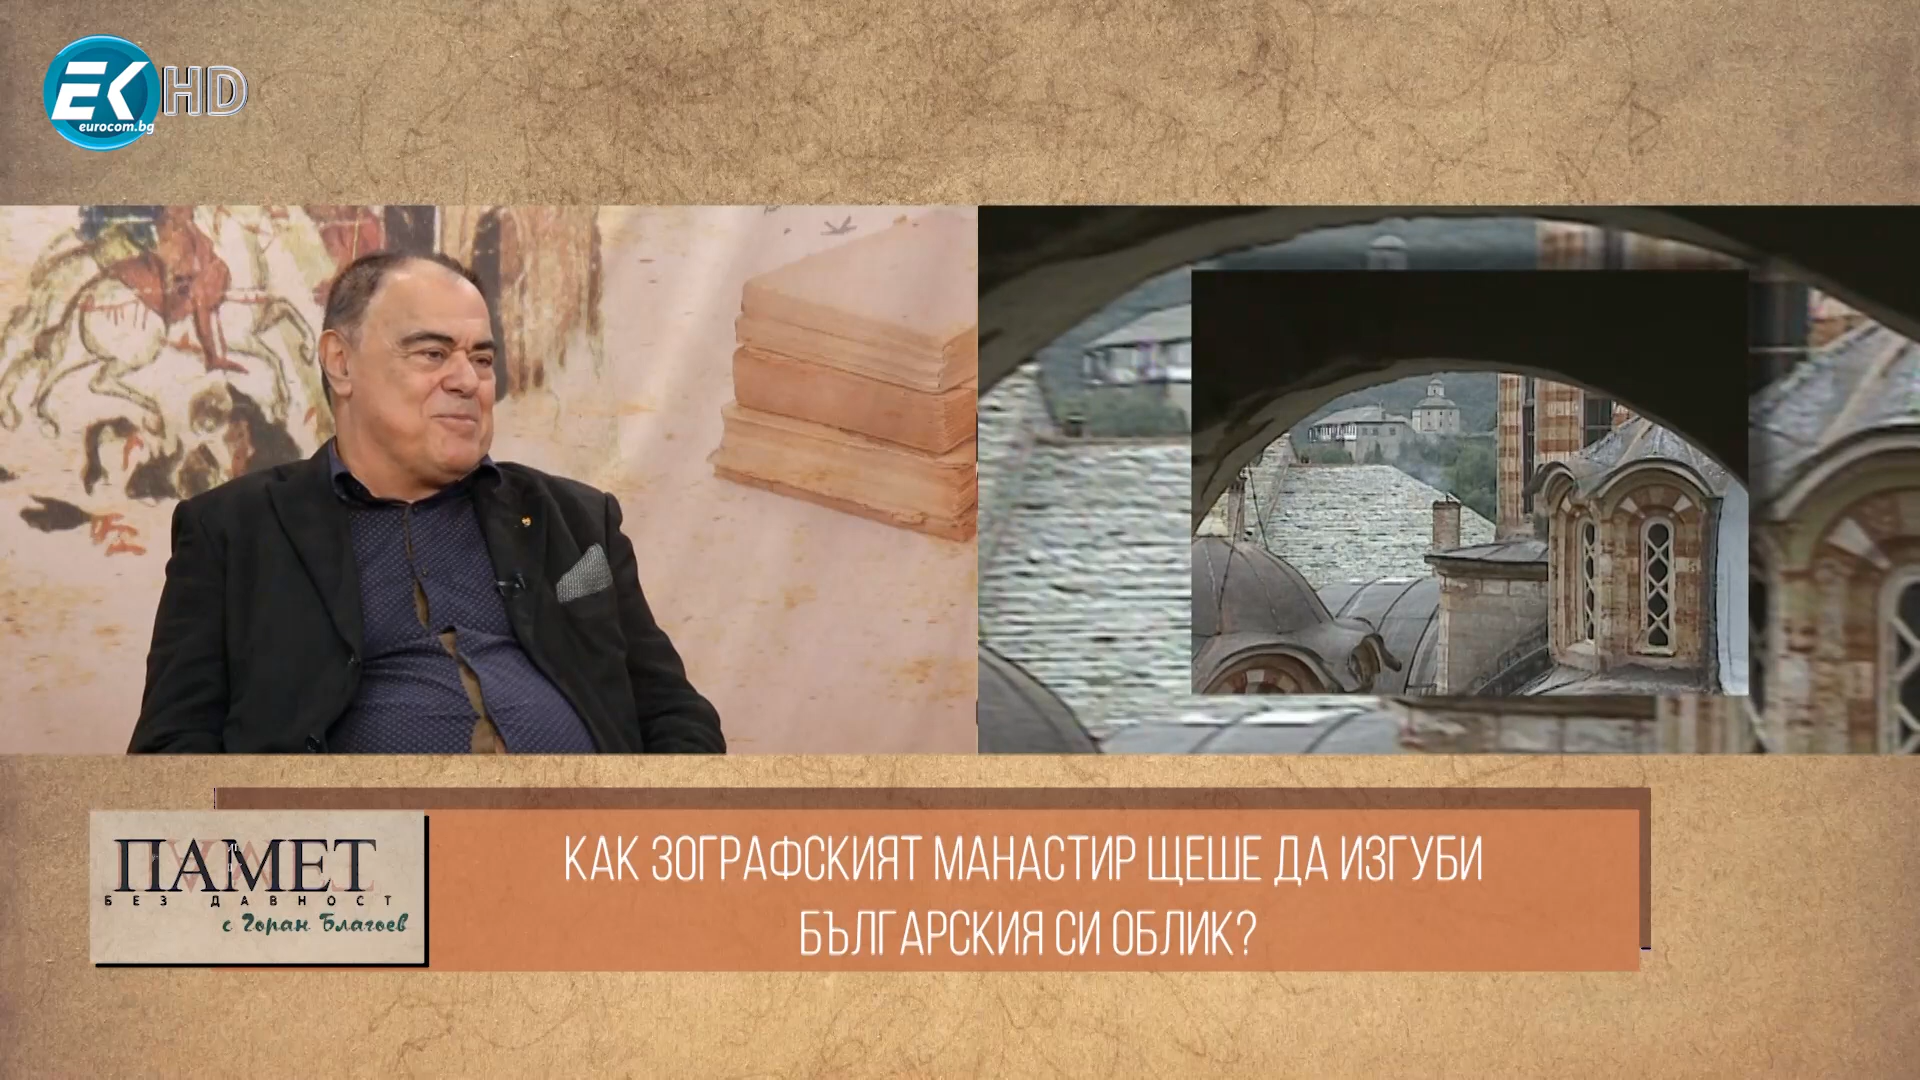 EK HD
eurocom.bg
КАК ЗОГРАФСКИЯТ МАНАСТИР ЩЕШЕ ДА ИЗГУБИ
БЪЛГАРСКИЯ СИ ОБЛИК?
ПАМЕТ
БЕЗ ДАВНОСТ
с Горан Благоев